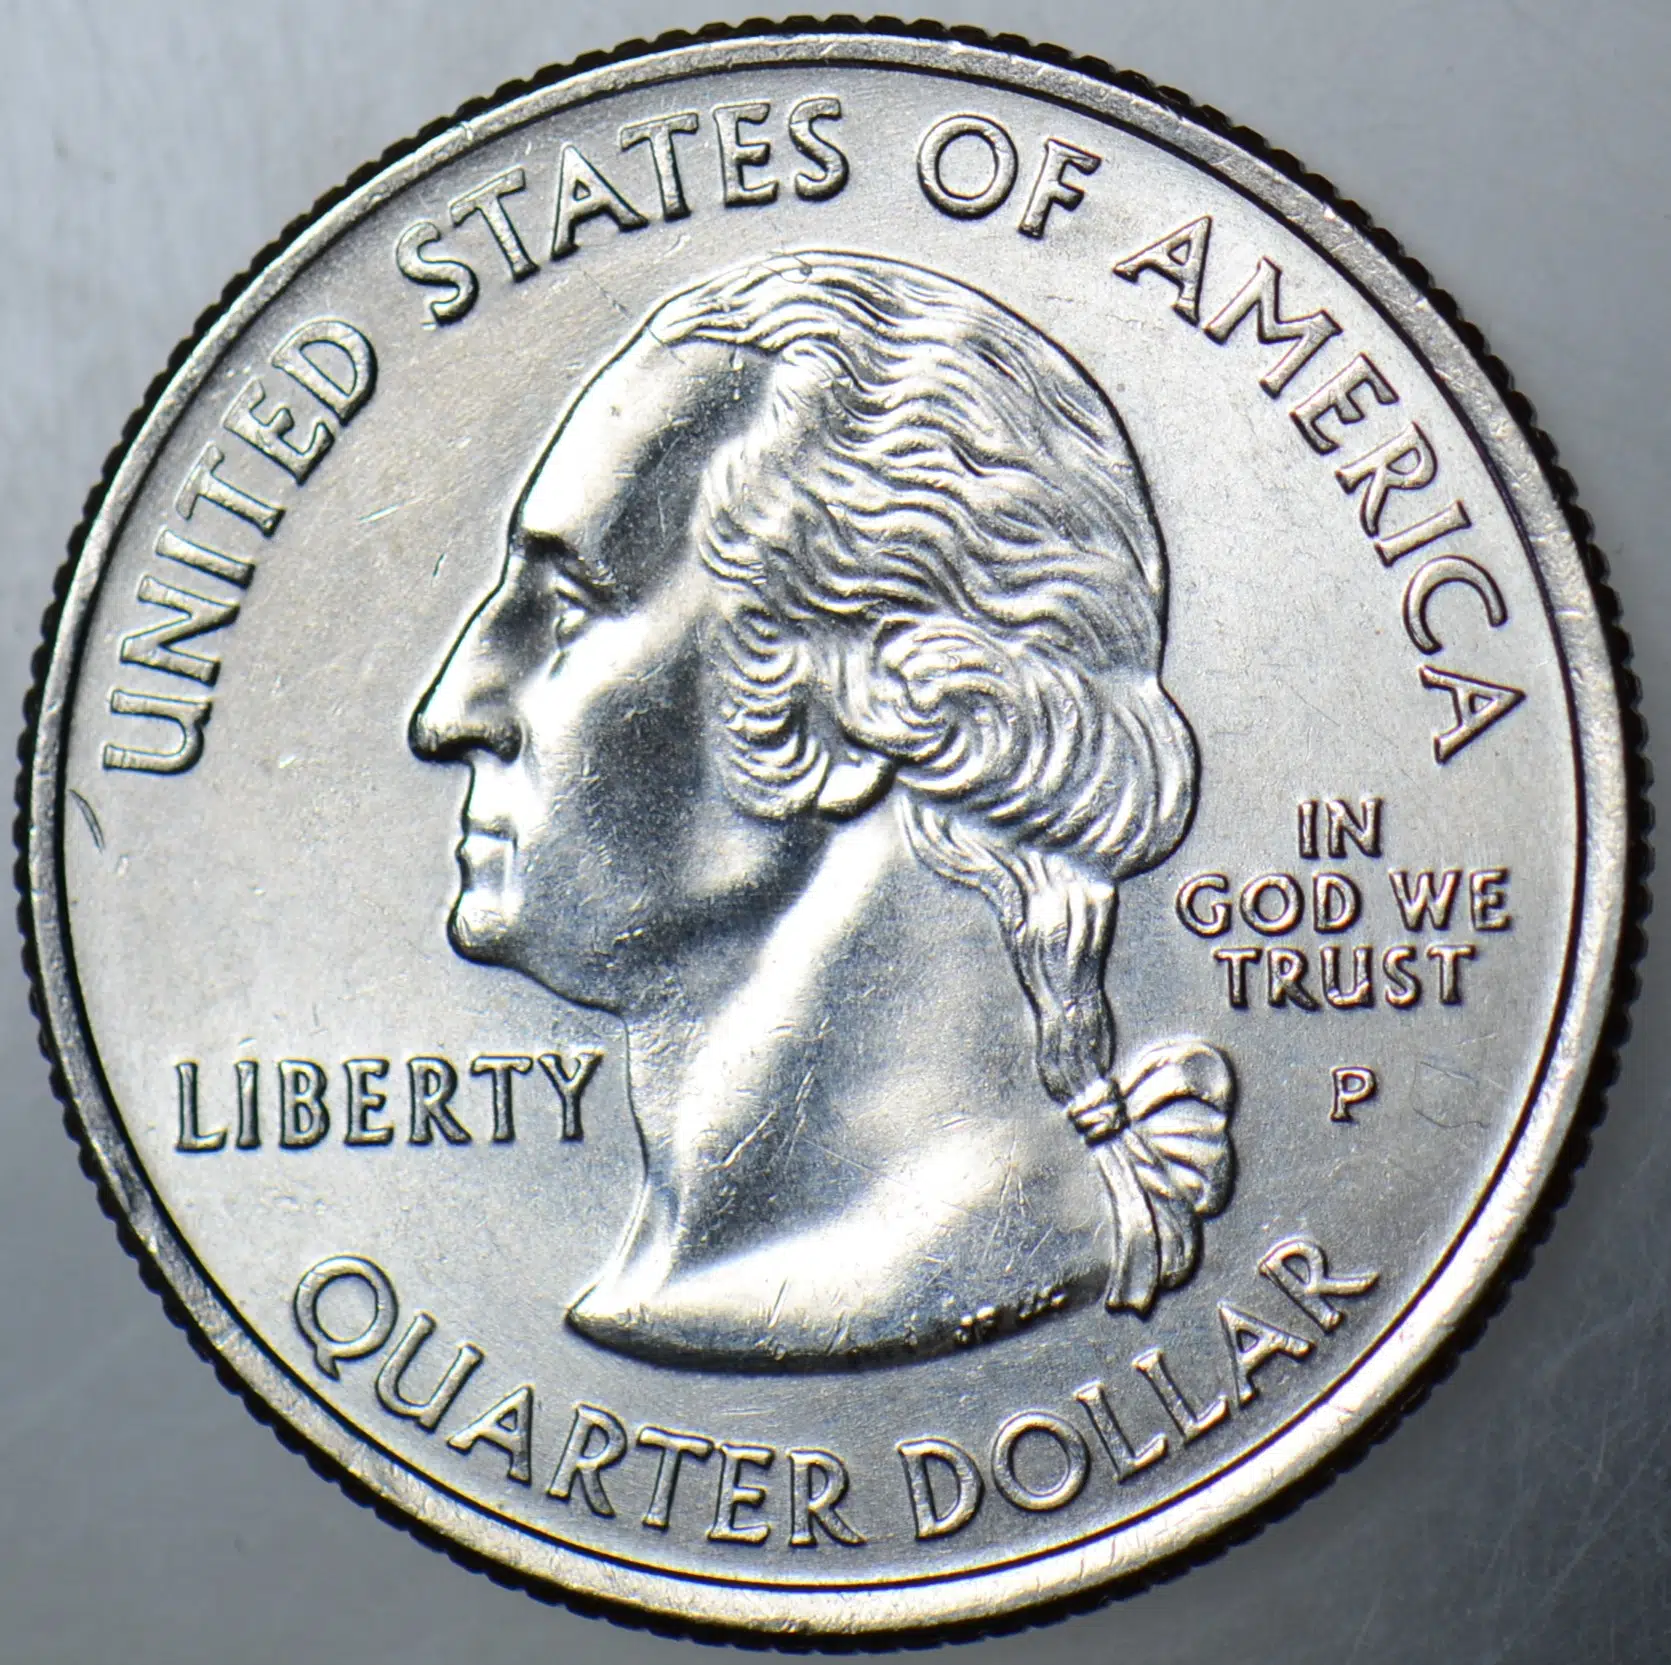 UNITED STATES OF AMERICA
LIBERTY
IN
GOD WE
TRUST
P
QUARTER DOLLAR